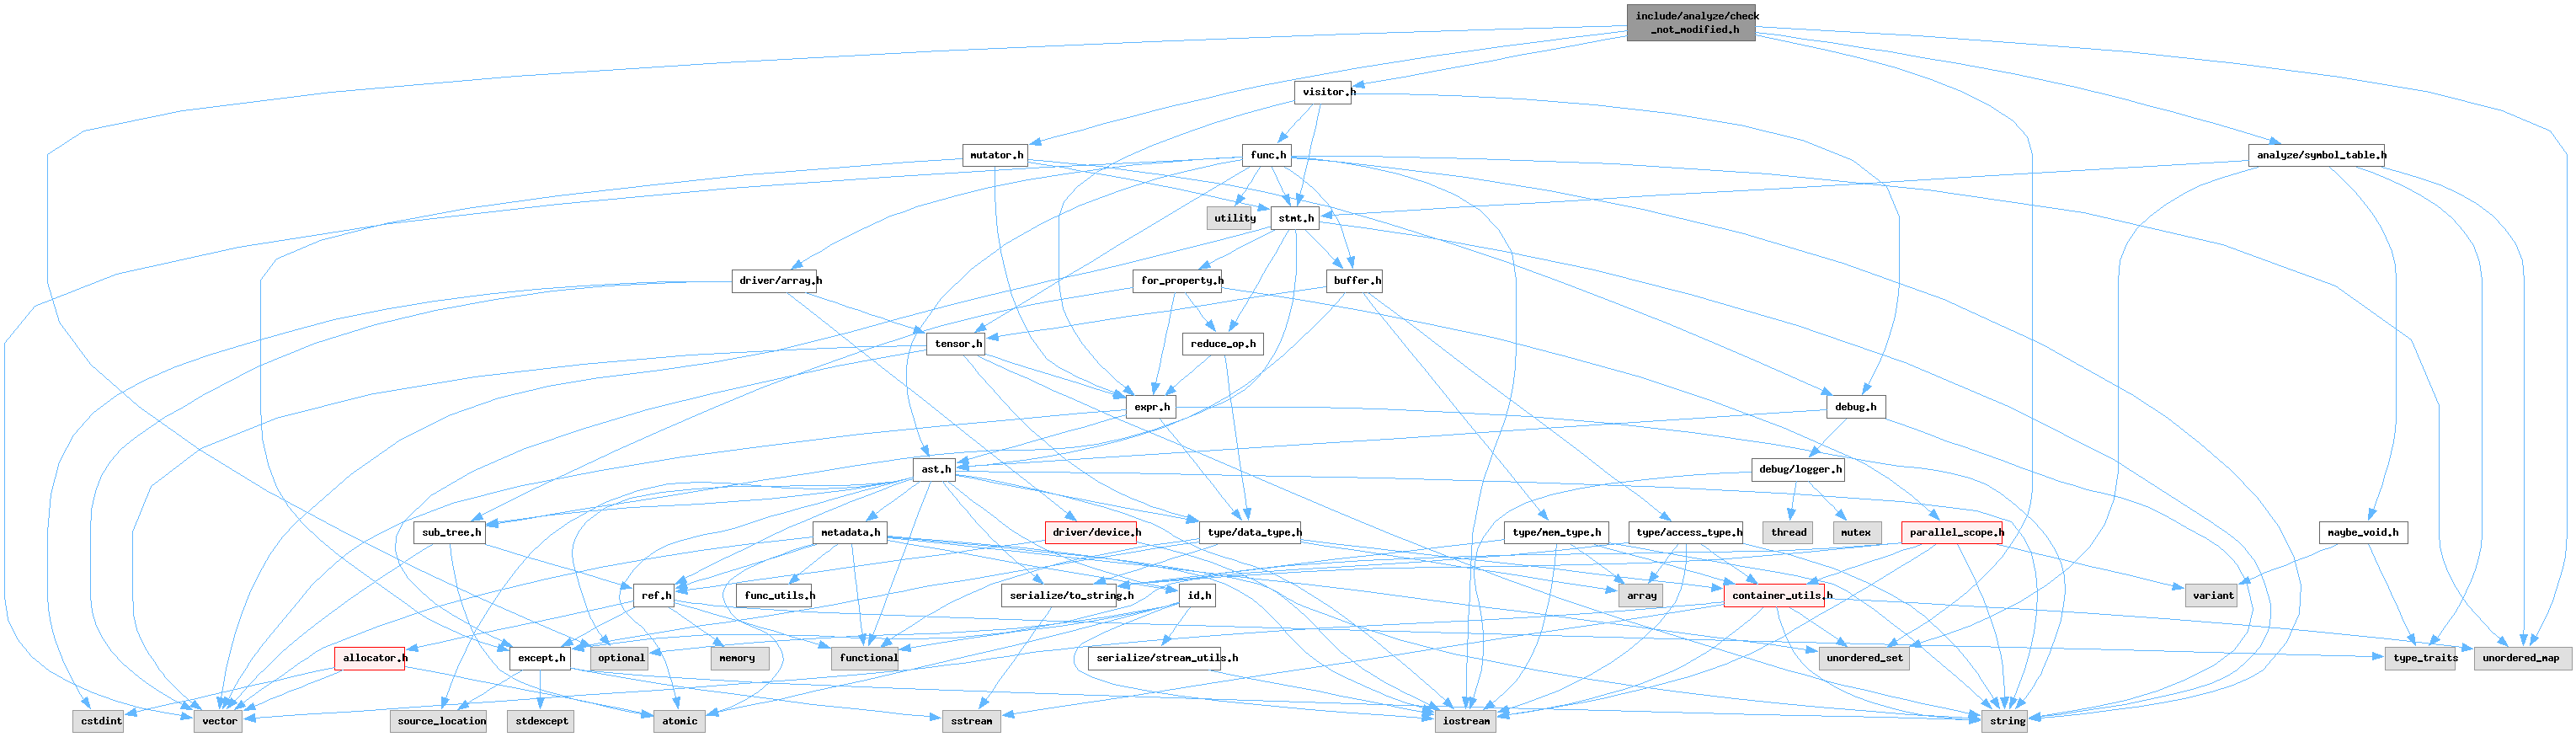 include/analyze/check
_not_modified.h
visitor.h
mutator.h
func.h
analyze/symbol_table.h
utility
stmt.h
driver/array.h
for_property.h
buffer.h
tensor.h
reduce_op.h
expr.h
debug.h
ast.h
debug/logger.h
sub_tree.h
metadata.h
driver/device.h
type/data_type.h
type/mem_type.h
type/access_type.h
thread
mutex
parallel_scope.h
maybe_void.h
ref.h
func_utils.h
serialize/to_string.h
id.h
array
container_utils.h
variant
allocator.h
except.h
optional
memory
functional
serialize/stream_utils.h
unordered_set
type_traits
unordered_map
cstdint
vector
source_location
stdexcept
atomic
sstream
iostream
string